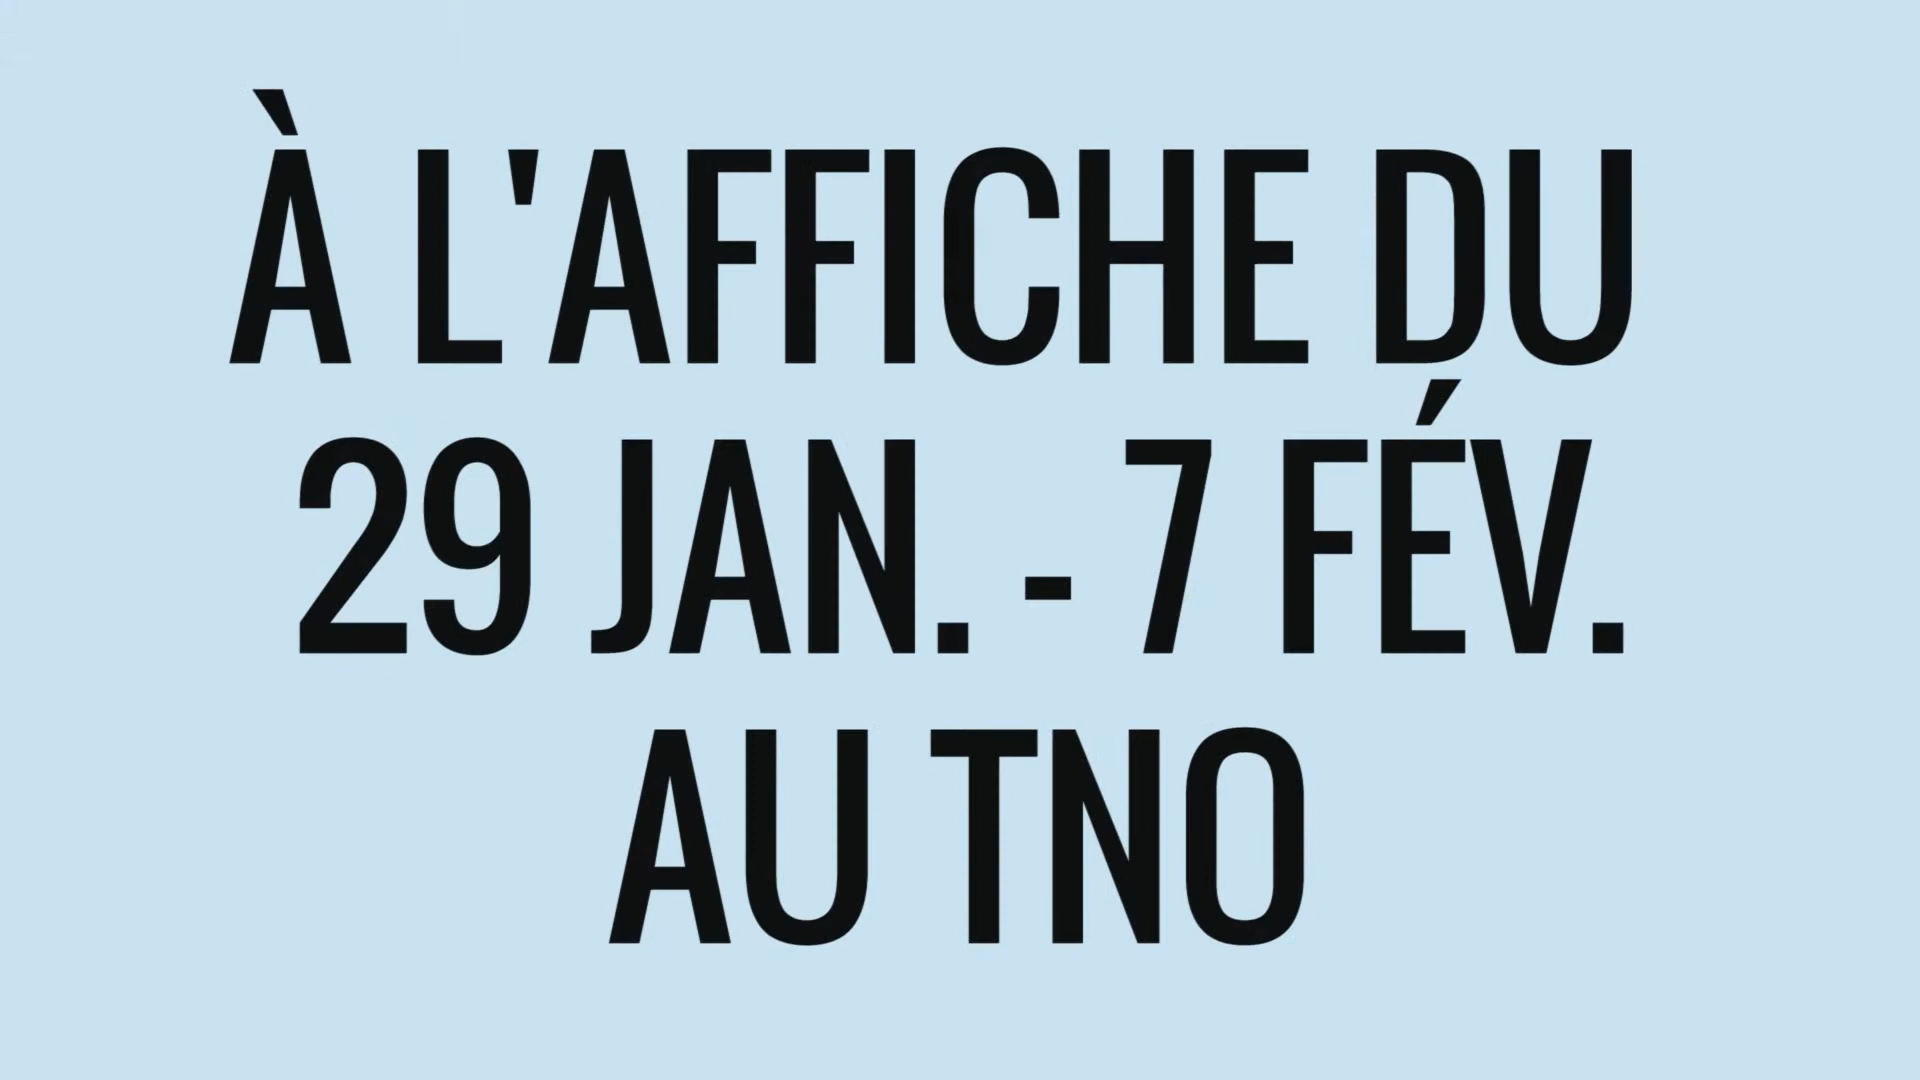 À L'AFFICHE DU
29 JAN. - 7 FÉV.
AU TNO